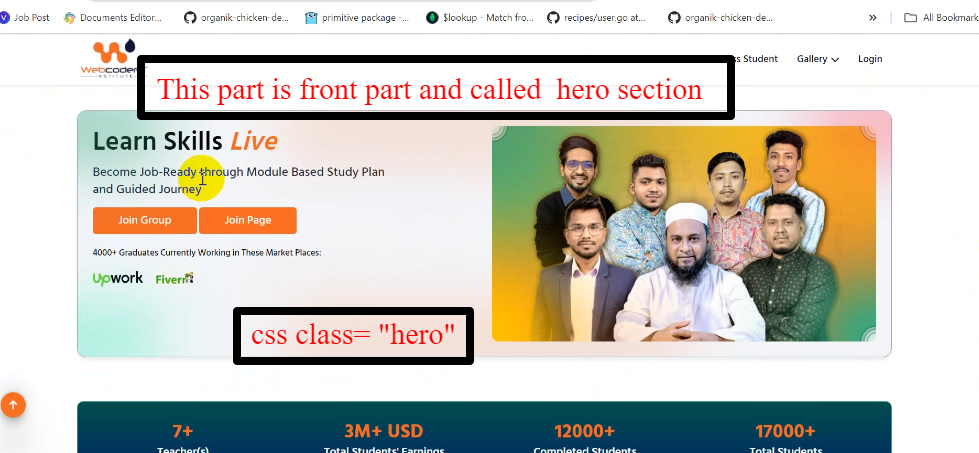 Job Post
Documents Editor...
organik-chicken-de...
primitive package -...
$lookup - Match fro...
recipes/user.go at...
organik-chicken-de...
»
All Bookmark
Webcoder
INSTITUTE
ss Student
Gallery
Login
This part is front part and called hero section
Learn Skills Live
Become Job-Ready through Module Based Study Plan
and Guided Journey
Join Group
Join Page
4000+ Graduates Currently Working in These Market Places:
Upwork
Fiverr
css class= "hero"
7+
3M+ USD
12000+
17000+
Teacher(s)
Total Students' Earnings
Completed Students
Total Students